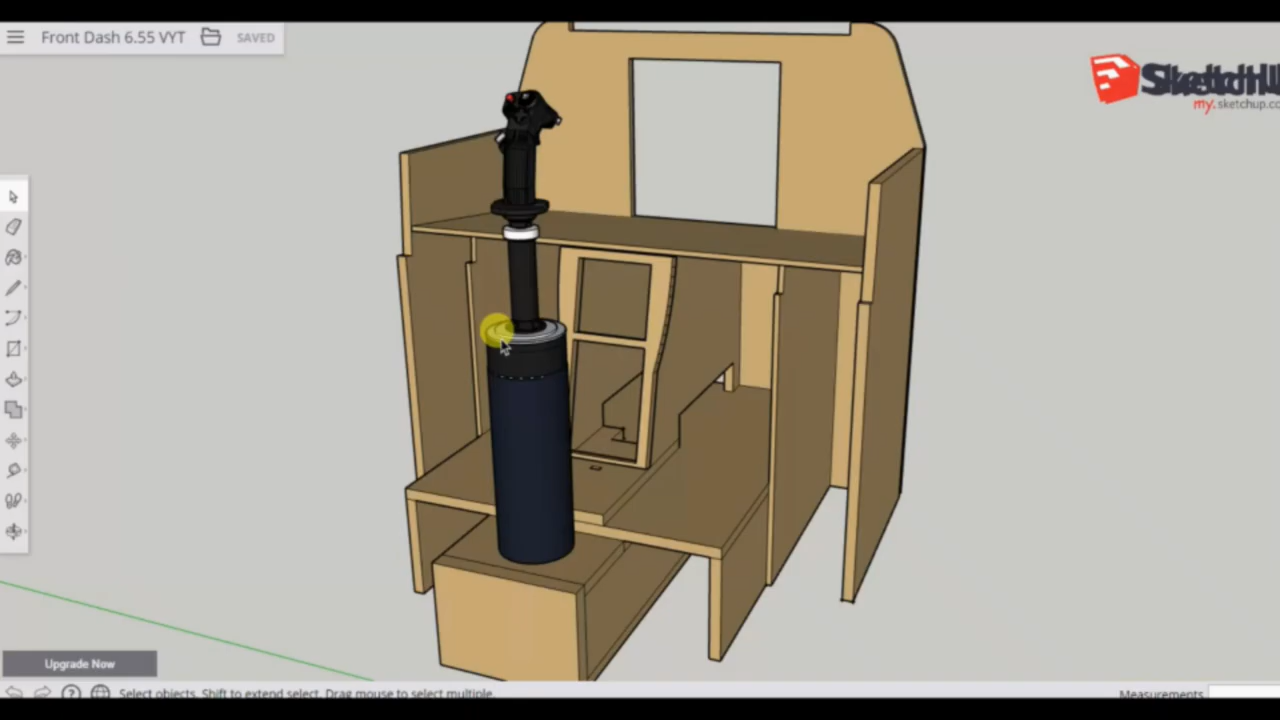 Front Dash 6.55 VYT SAVED
my.sketchup.co
Upgrade Now
Select objects. Shift to extend select. Drag mouse to select multiple.
Measurements